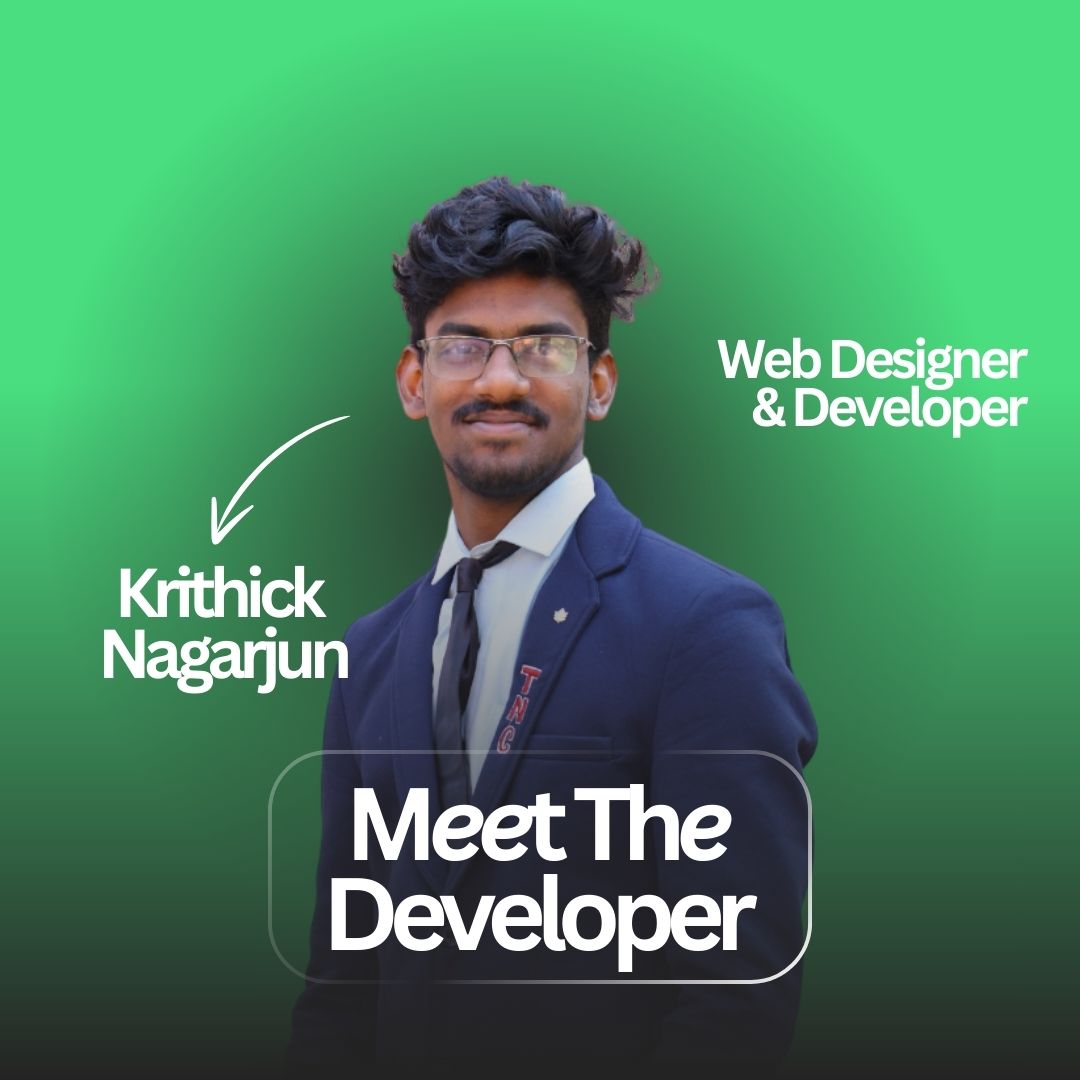 Web Designer
& Developer
Krithick
Nagarjun
TNC
Meet The
Developer